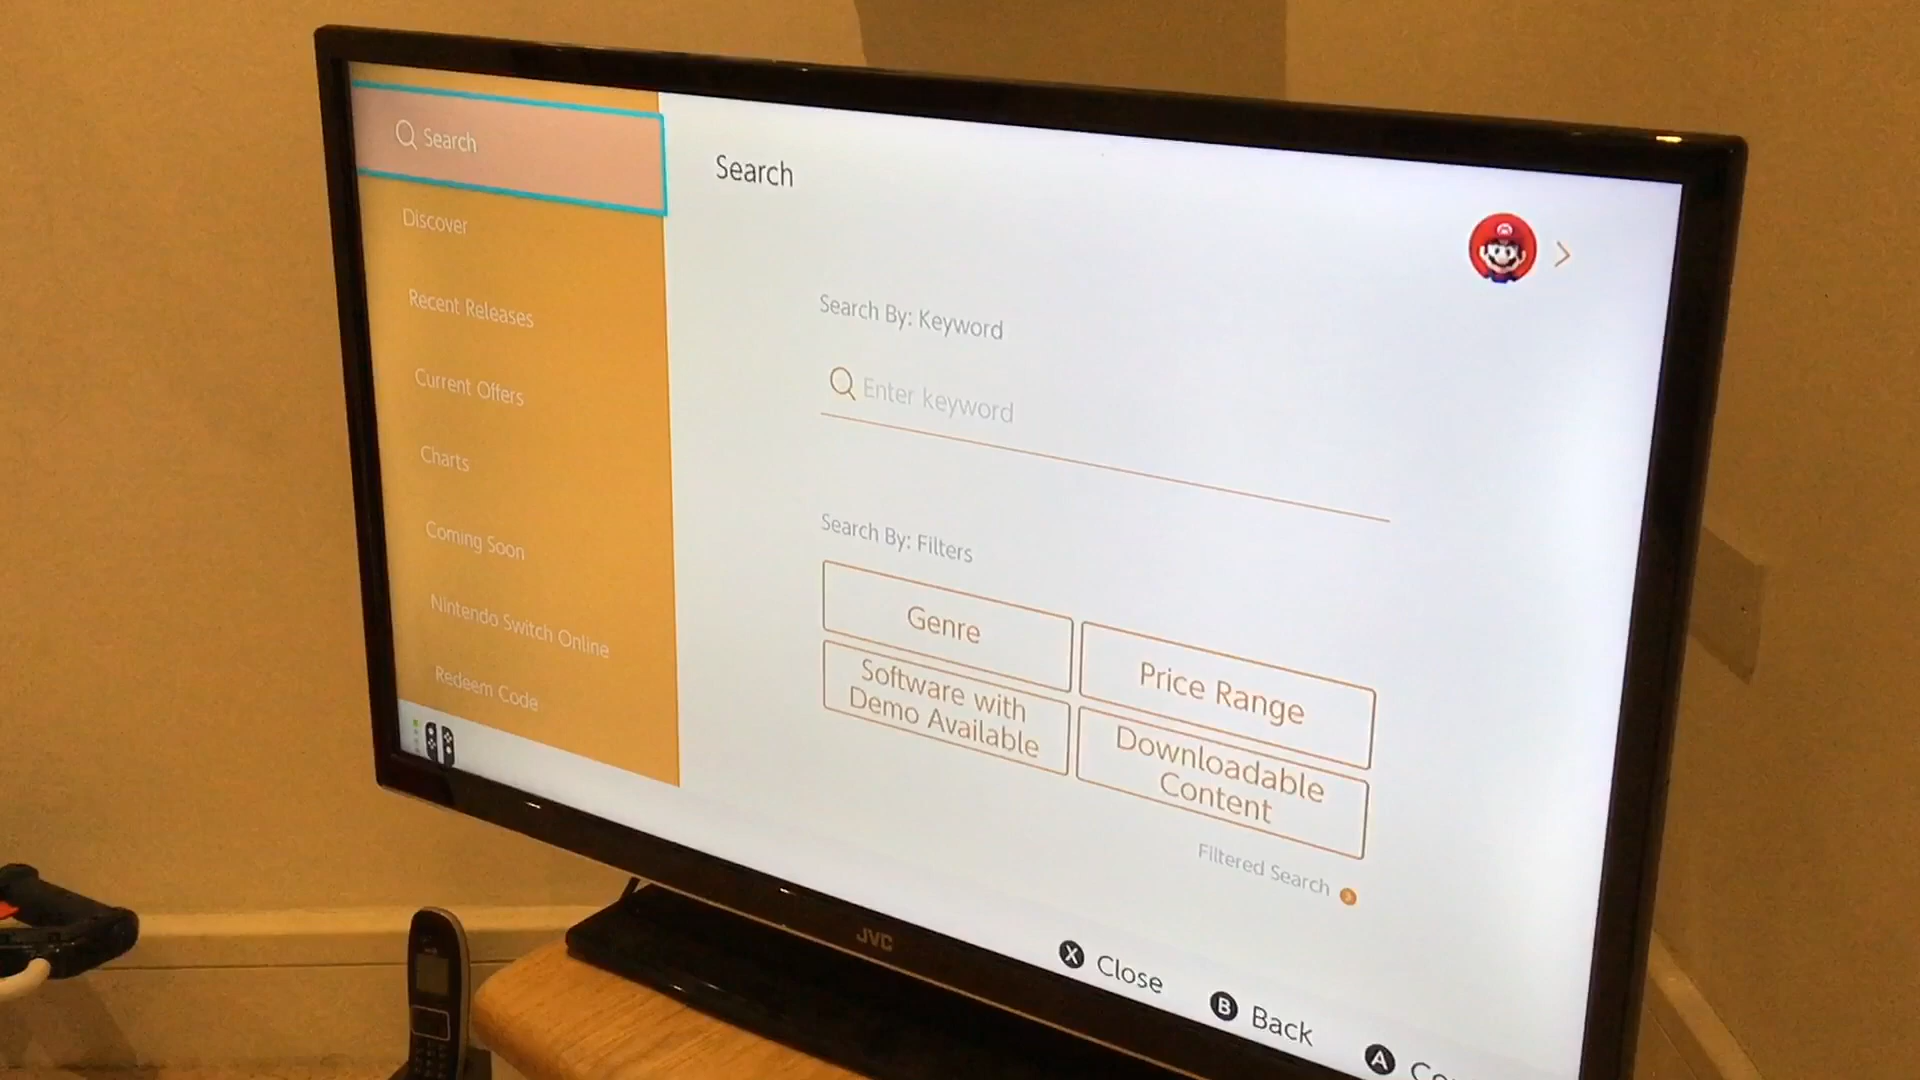 Search
Discover
Recent Releases
Current Offers
Charts
Coming Soon
Nintendo Switch Online
Redeem Code
Search
Search By: Keyword
Enter keyword
Search By: Filters
Genre
Price Range
Software with
Demo Available
Downloadable
Content
Filtered Search
X Close
B Back
A
JVC